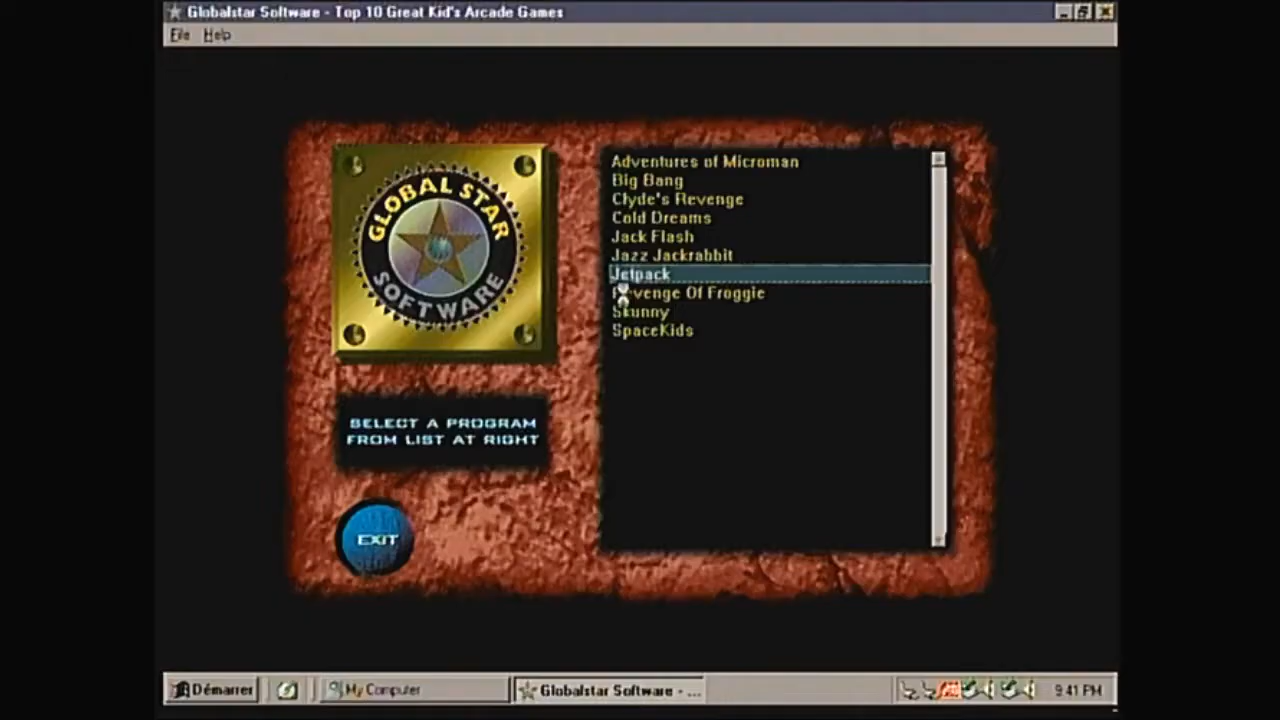 Globalstar Software - Top 10 Great Kid's Arcade Games
File Help
GLOBAL STAR
SOFTWARE
Adventures of Microman
Big Bang
Clyde's Revenge
Cold Dreams
Jack Flash
Jazz Jackrabbit
Jetpack
Revenge Of Froggie
Skunny
SpaceKids
SELECT A PROGRAM
FROM LIST AT RIGHT
EXIT
Démarrer
My Computer
Globalstar Software - ...
9:41 PM